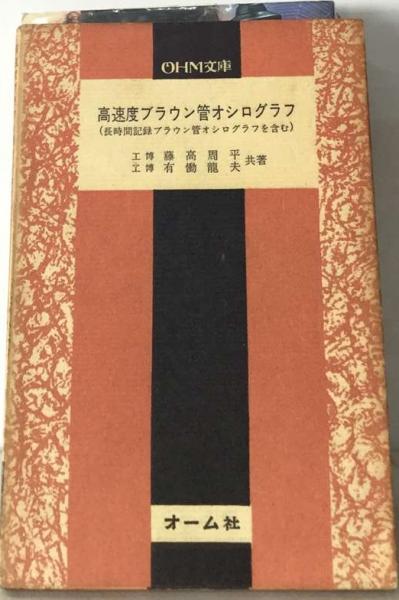 OHM文庫
高速度ブラウン管オシログラフ
(長時間記録ブラウン管オシログラフを含む)
工博 藤高周平
工博 有働龍夫 共著
オーム社